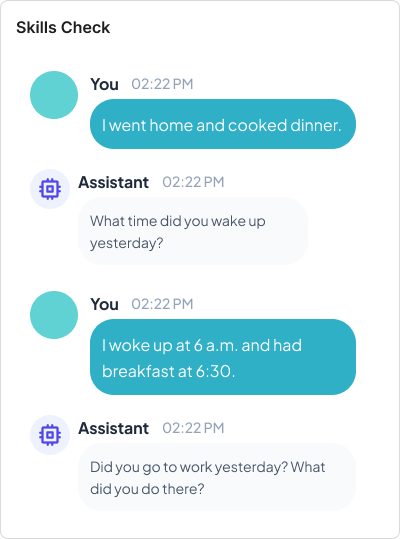 Skills Check
You 02:22 PM
I went home and cooked dinner.
Assistant 02:22 PM
What time did you wake up
yesterday?
You 02:22 PM
I woke up at 6 a.m. and had
breakfast at 6:30.
Assistant 02:22 PM
Did you go to work yesterday? What
did you do there?